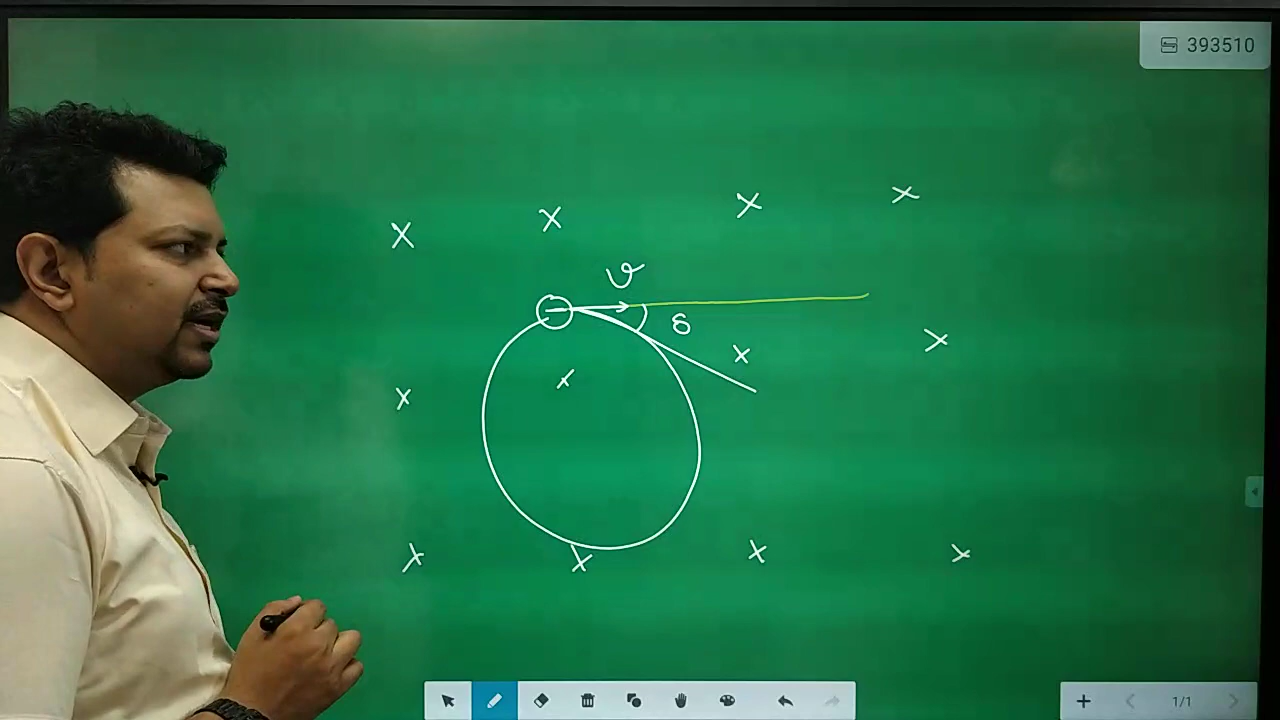 393510
x x x x
v
δ
x x
x x
x x x x
1/1